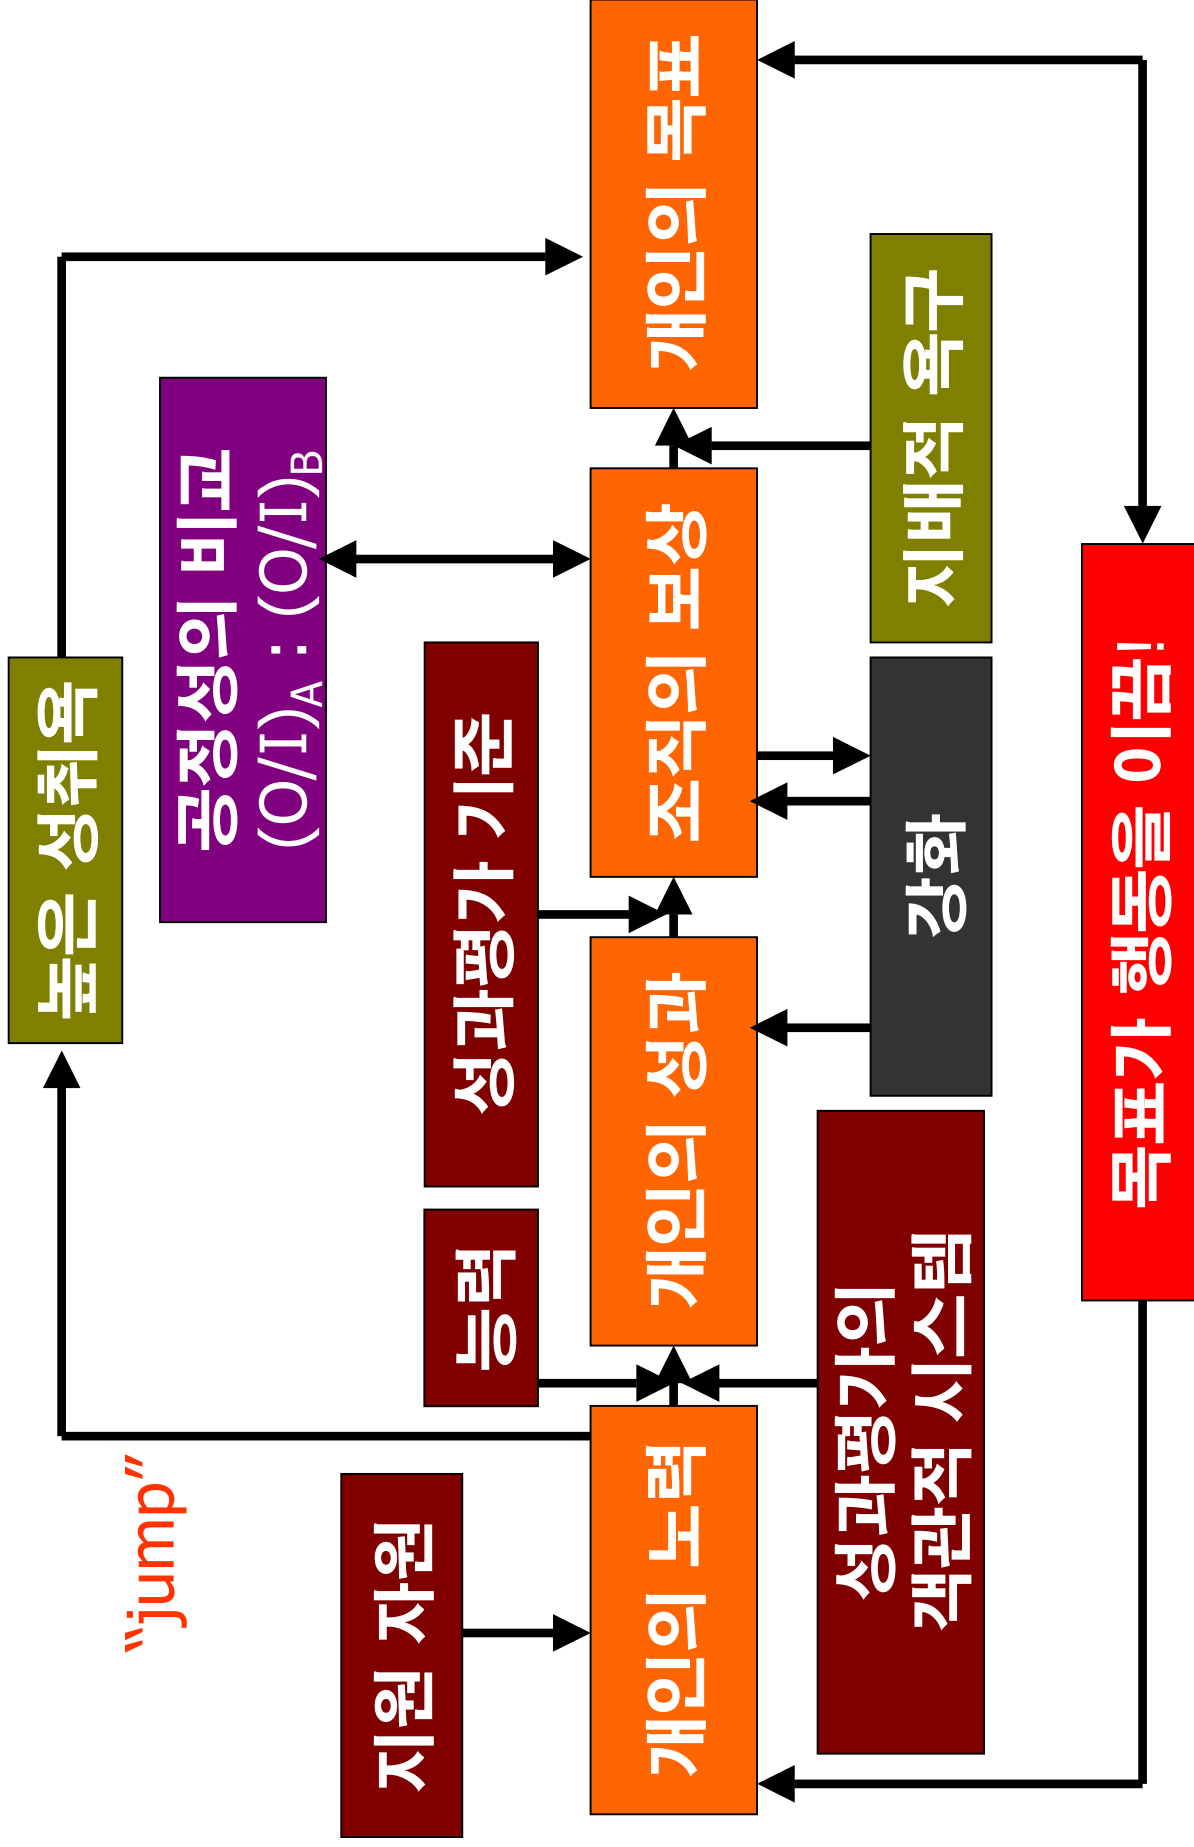 높은 성취욕
“jump”
공정성의 비교
(O/I)A : (O/I)B
지원 자원
능력
성과평가 기준
개인의 노력
개인의 성과
조직의 보상
개인의 목표
성과평가의
객관적 시스템
강화
지배적 욕구
목표가 행동을 이끔!